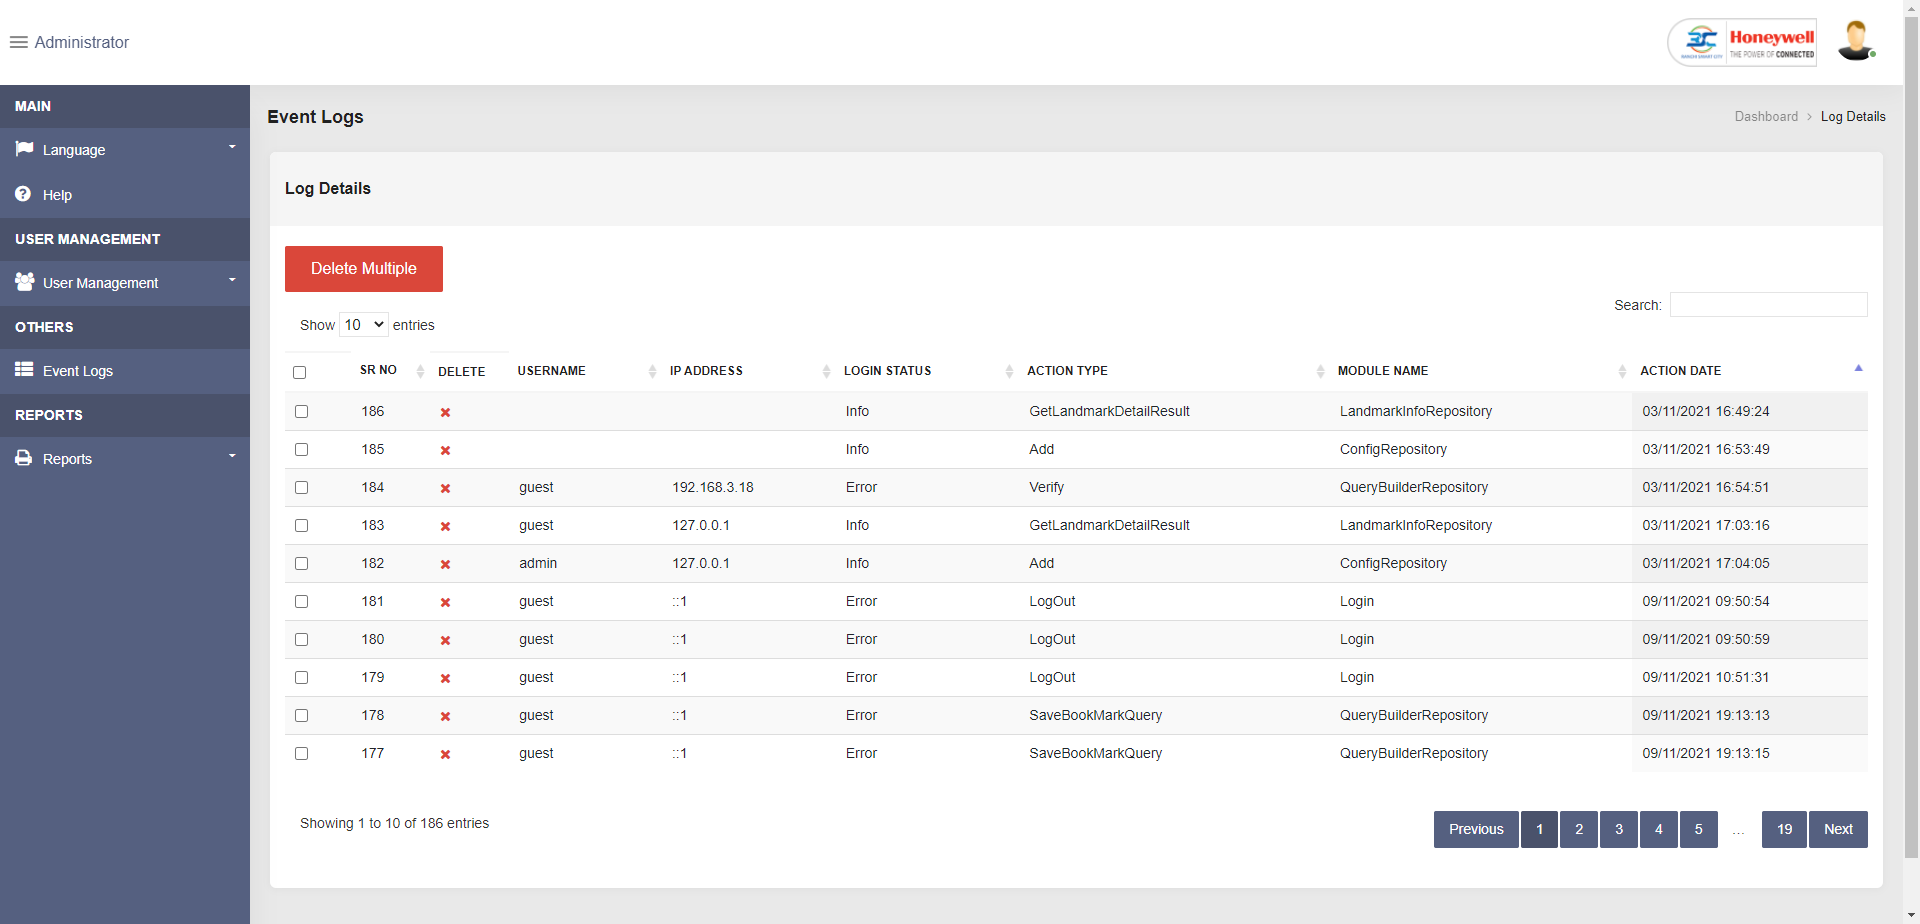 Administrator
Honeywell
THE POWER OF CONNECTED
MAIN
Language
Help
USER MANAGEMENT
User Management
OTHERS
Event Logs
REPORTS
Reports
Event Logs
Dashboard > Log Details
Log Details
Delete Multiple
Show 10 entries
Search:
SR NO DELETE USERNAME IP ADDRESS LOGIN STATUS ACTION TYPE MODULE NAME ACTION DATE
186 Info GetLandmarkDetailResult LandmarkInfoRepository 03/11/2021 16:49:24
185 Info Add ConfigRepository 03/11/2021 16:53:49
184 guest 192.168.3.18 Error Verify QueryBuilderRepository 03/11/2021 16:54:51
183 guest 127.0.0.1 Info GetLandmarkDetailResult LandmarkInfoRepository 03/11/2021 17:03:16
182 admin 127.0.0.1 Info Add ConfigRepository 03/11/2021 17:04:05
181 guest ::1 Error LogOut Login 09/11/2021 09:50:54
180 guest ::1 Error LogOut Login 09/11/2021 09:50:59
179 guest ::1 Error LogOut Login 09/11/2021 10:51:31
178 guest ::1 Error SaveBookMarkQuery QueryBuilderRepository 09/11/2021 19:13:13
177 guest ::1 Error SaveBookMarkQuery QueryBuilderRepository 09/11/2021 19:13:15
Showing 1 to 10 of 186 entries
Previous 1 2 3 4 5 … 19 Next